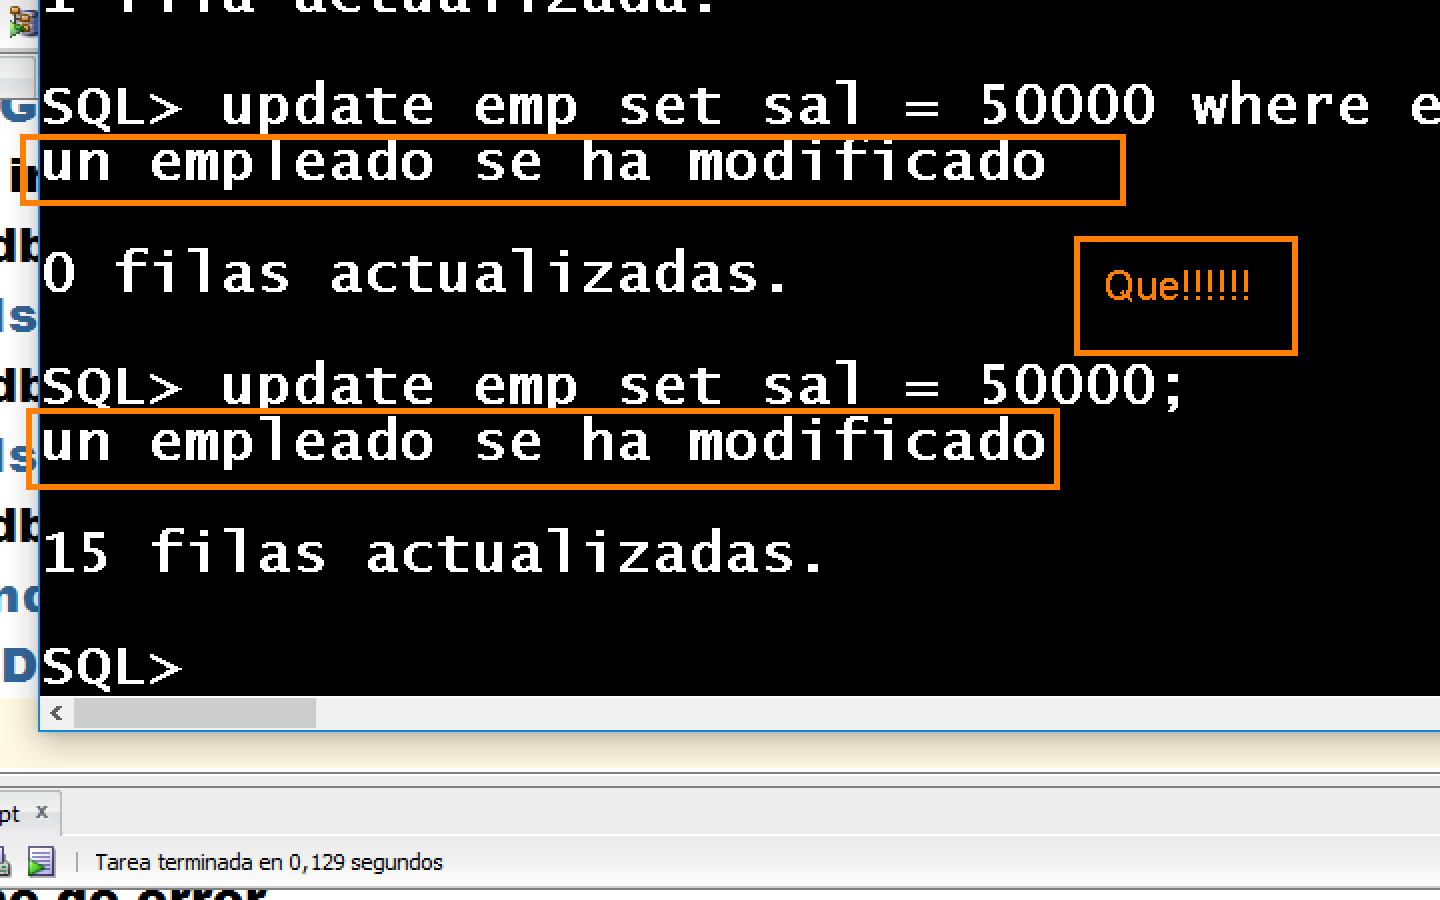 1 fila actualizada.
SQL> update emp set sal = 50000 where e
un empleado se ha modificado
0 filas actualizadas.
Que!!!!!!
SQL> update emp set sal = 50000;
un empleado se ha modificado
15 filas actualizadas.
SQL>
pt x
Tarea terminada en 0,129 segundos
error